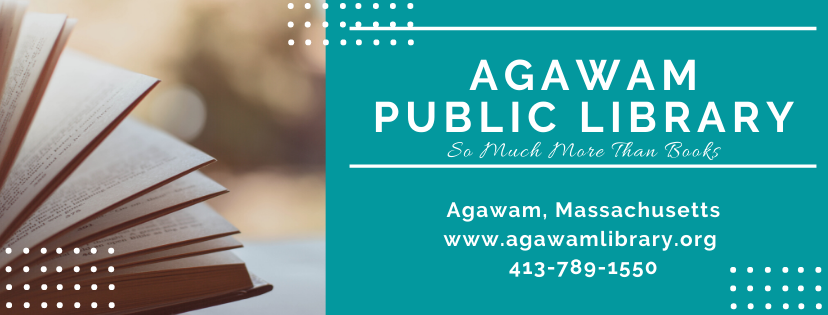 AGAWAM
PUBLIC LIBRARY
So Much More Than Books
Agawam, Massachusetts
www.agawamlibrary.org
413-789-1550